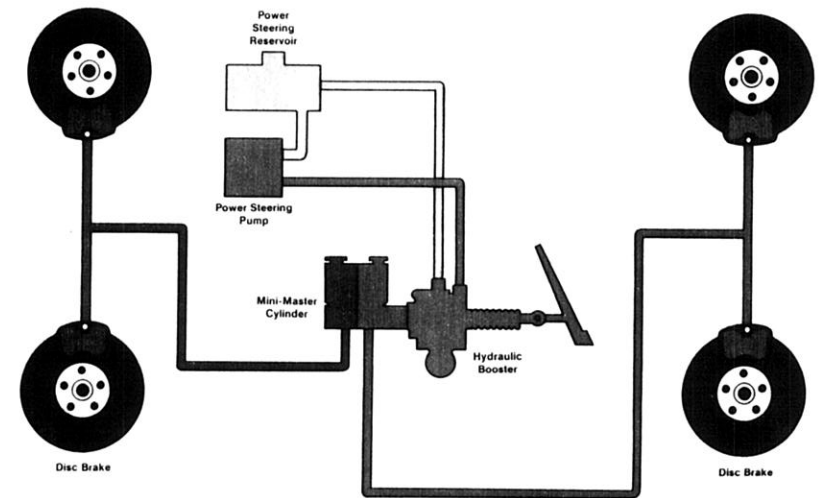 Power
Steering
Reservoir
Power Steering
Pump
Mini-Master
Cylinder
Hydraulic
Booster
Disc Brake
Disc Brake